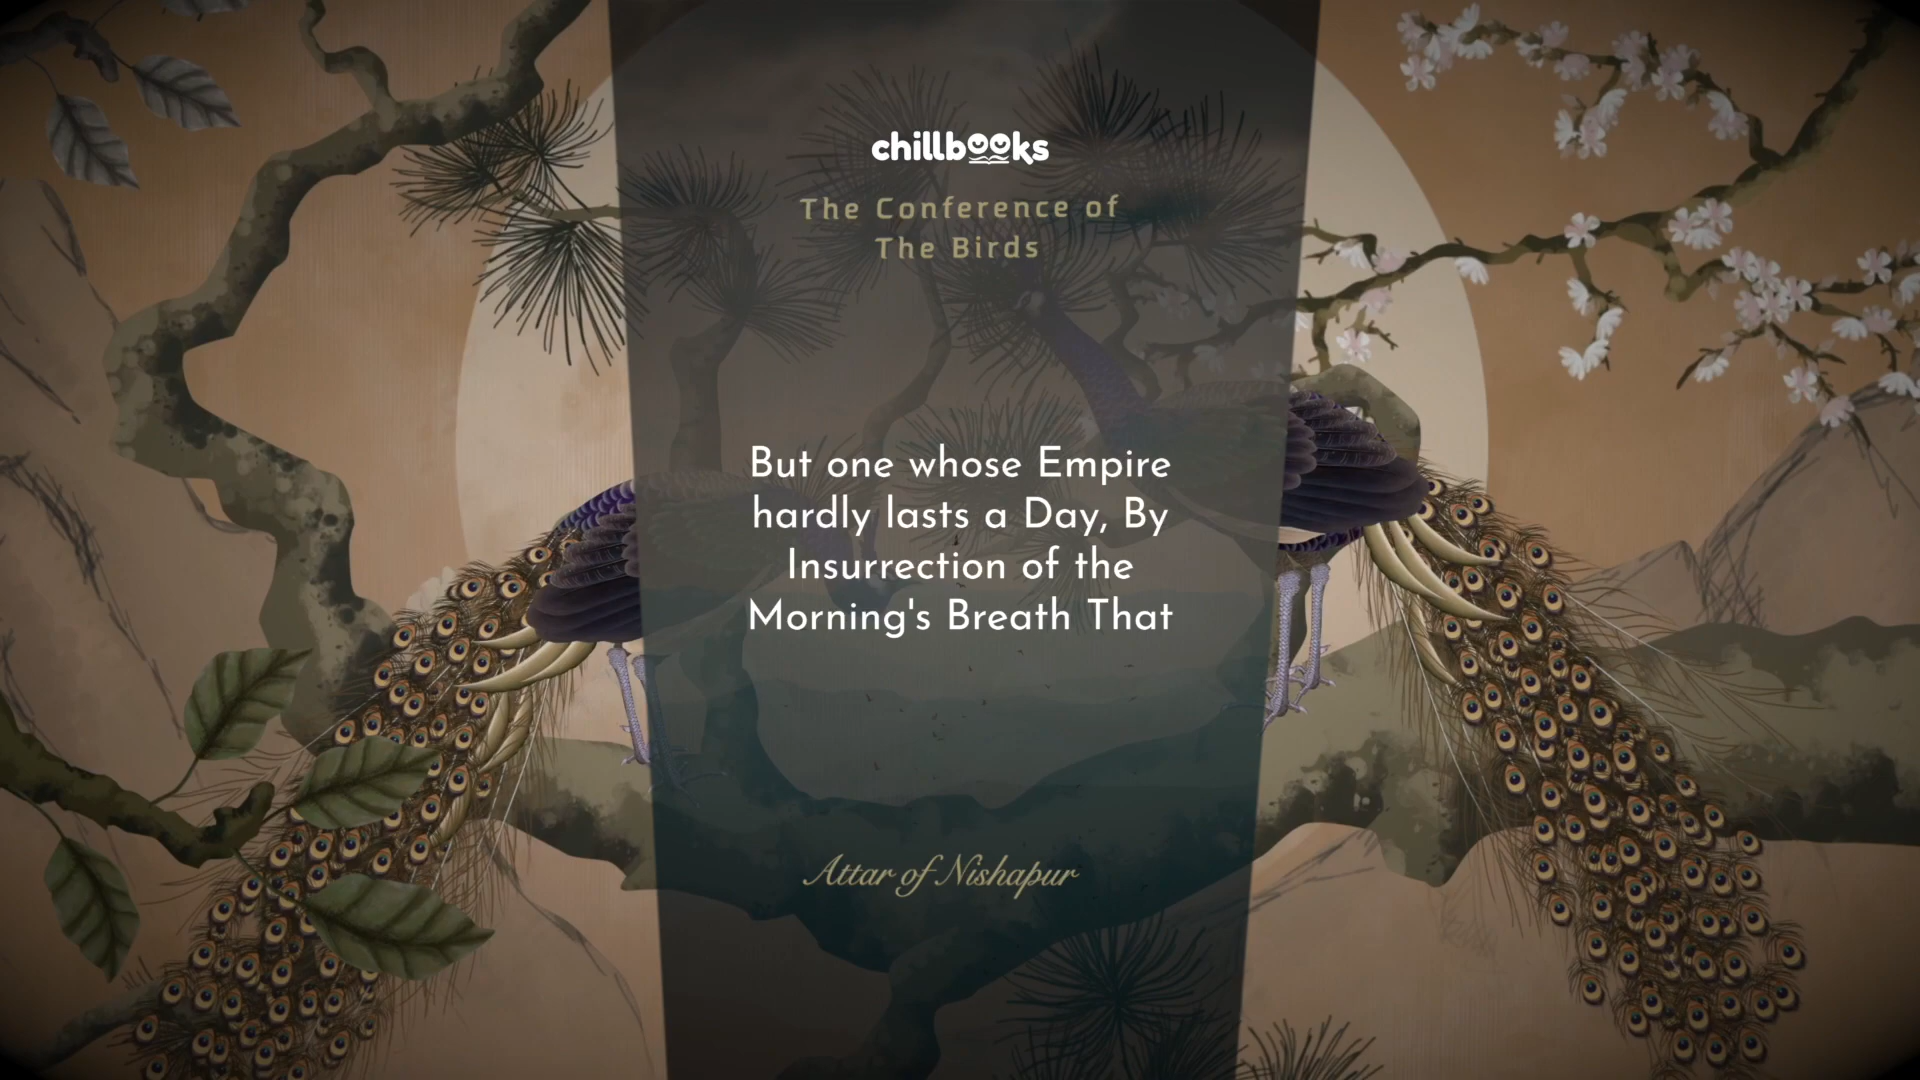 chillbooks
The Conference of
The Birds
But one whose Empire
hardly lasts a Day, By
Insurrection of the
Morning's Breath That
Attar of Nishapur